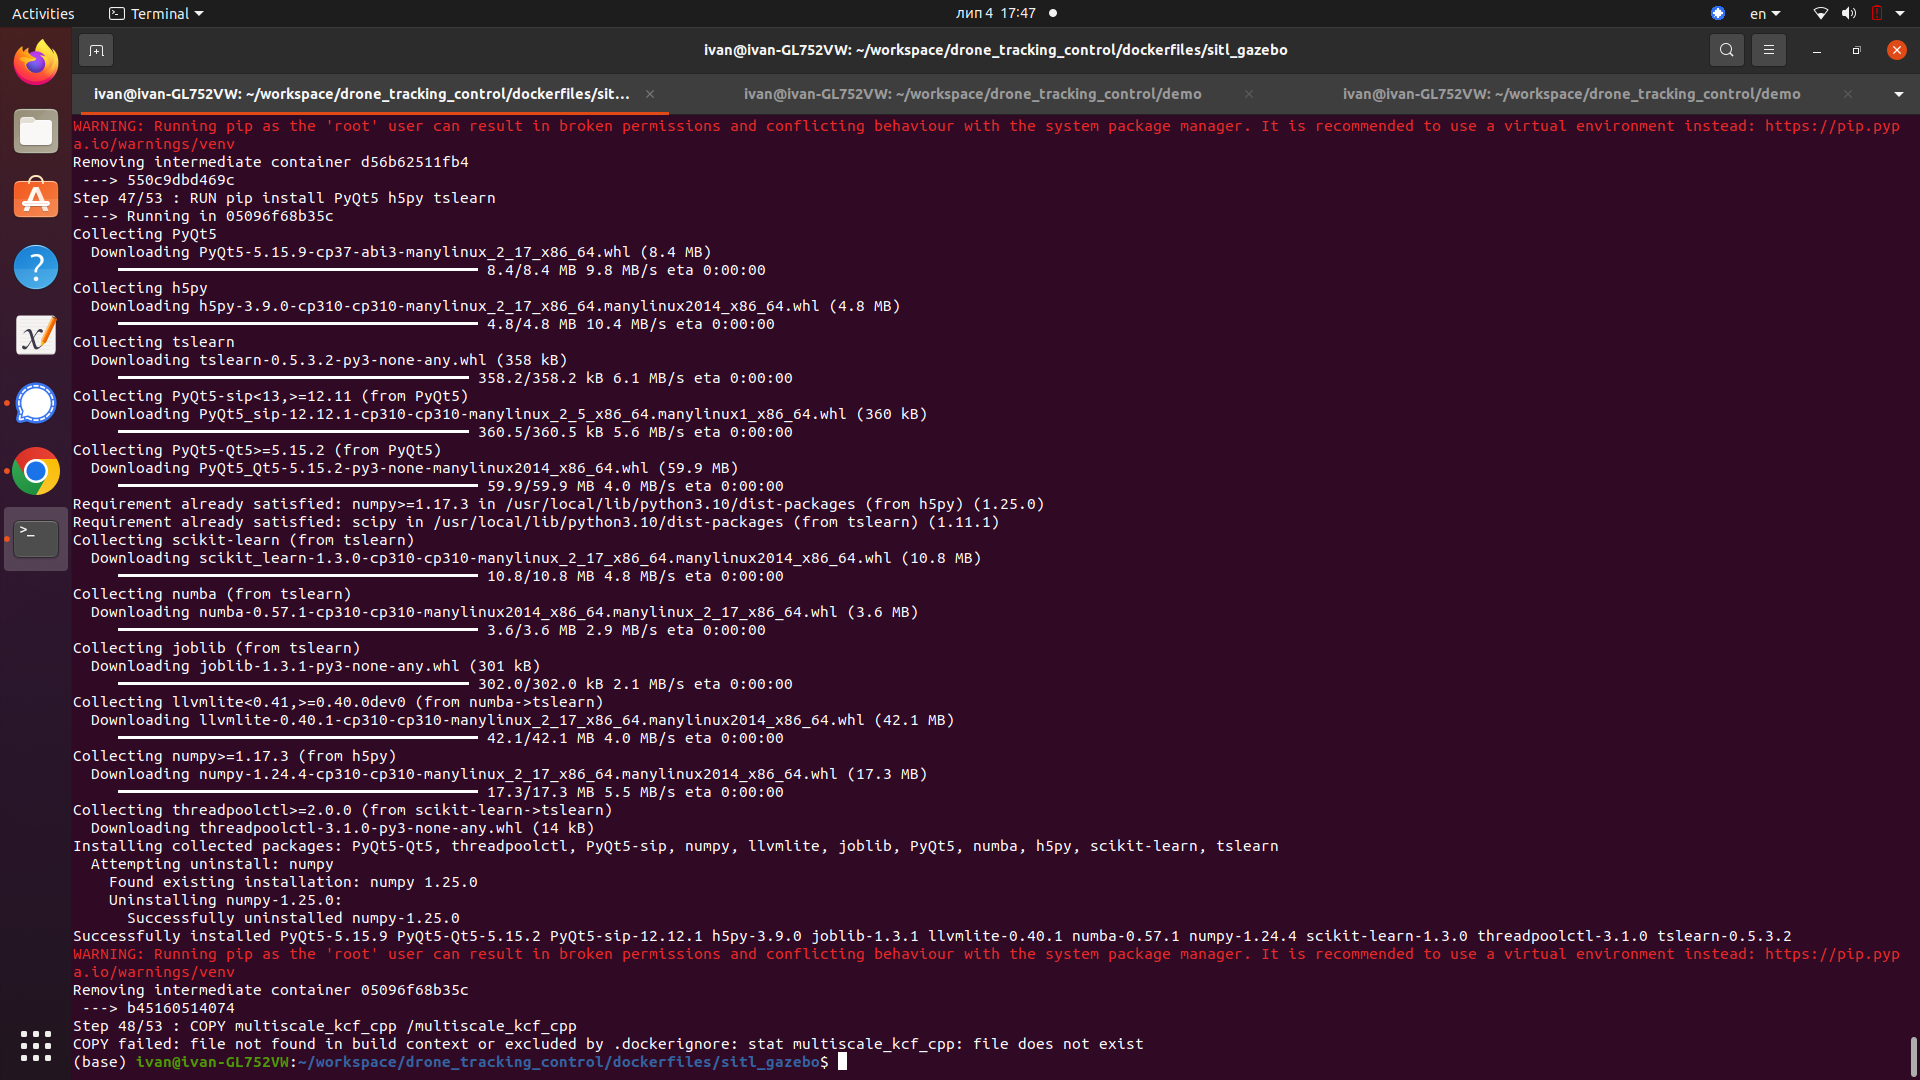 Activities
Terminal
лип 4 17:47
en
ivan@ivan-GL752VW: ~/workspace/drone_tracking_control/dockerfiles/sitl_gazebo
ivan@ivan-GL752VW: ~/workspace/drone_tracking_control/dockerfiles/sit...
ivan@ivan-GL752VW: ~/workspace/drone_tracking_control/demo
ivan@ivan-GL752VW: ~/workspace/drone_tracking_control/demo
WARNING: Running pip as the 'root' user can result in broken permissions and conflicting behaviour with the system package manager. It is recommended to use a virtual environment instead: https://pip.pyp
a.io/warnings/venv
Removing intermediate container d56b62511fb4
---> 550c9dbd469c
Step 47/53 : RUN pip install PyQt5 h5py tslearn
---> Running in 05096f68b35c
Collecting PyQt5
Downloading PyQt5-5.15.9-cp37-abi3-manylinux_2_17_x86_64.whl (8.4 MB)
8.4/8.4 MB 9.8 MB/s eta 0:00:00
Collecting h5py
Downloading h5py-3.9.0-cp310-cp310-manylinux_2_17_x86_64.manylinux2014_x86_64.whl (4.8 MB)
4.8/4.8 MB 10.4 MB/s eta 0:00:00
Collecting tslearn
Downloading tslearn-0.5.3.2-py3-none-any.whl (358 kB)
358.2/358.2 kB 6.1 MB/s eta 0:00:00
Collecting PyQt5-sip<13,>=12.11 (from PyQt5)
Downloading PyQt5_sip-12.12.1-cp310-cp310-manylinux_2_5_x86_64.manylinux1_x86_64.whl (360 kB)
360.5/360.5 kB 5.6 MB/s eta 0:00:00
Collecting PyQt5-Qt5>=5.15.2 (from PyQt5)
Downloading PyQt5_Qt5-5.15.2-py3-none-manylinux2014_x86_64.whl (59.9 MB)
59.9/59.9 MB 4.0 MB/s eta 0:00:00
Requirement already satisfied: numpy>=1.17.3 in /usr/local/lib/python3.10/dist-packages (from h5py) (1.25.0)
Requirement already satisfied: scipy in /usr/local/lib/python3.10/dist-packages (from tslearn) (1.11.1)
Collecting scikit-learn (from tslearn)
Downloading scikit_learn-1.3.0-cp310-cp310-manylinux_2_17_x86_64.manylinux2014_x86_64.whl (10.8 MB)
10.8/10.8 MB 4.8 MB/s eta 0:00:00
Collecting numba (from tslearn)
Downloading numba-0.57.1-cp310-cp310-manylinux2014_x86_64.manylinux_2_17_x86_64.whl (3.6 MB)
3.6/3.6 MB 2.9 MB/s eta 0:00:00
Collecting joblib (from tslearn)
Downloading joblib-1.3.1-py3-none-any.whl (301 kB)
302.0/302.0 kB 2.1 MB/s eta 0:00:00
Collecting llvmlite<0.41,>=0.40.0dev0 (from numba->tslearn)
Downloading llvmlite-0.40.1-cp310-cp310-manylinux_2_17_x86_64.manylinux2014_x86_64.whl (42.1 MB)
42.1/42.1 MB 4.0 MB/s eta 0:00:00
Collecting numpy>=1.17.3 (from h5py)
Downloading numpy-1.24.4-cp310-cp310-manylinux_2_17_x86_64.manylinux2014_x86_64.whl (17.3 MB)
17.3/17.3 MB 5.5 MB/s eta 0:00:00
Collecting threadpoolctl>=2.0.0 (from scikit-learn->tslearn)
Downloading threadpoolctl-3.1.0-py3-none-any.whl (14 kB)
Installing collected packages: PyQt5-Qt5, threadpoolctl, PyQt5-sip, numpy, llvmlite, joblib, PyQt5, numba, h5py, scikit-learn, tslearn
Attempting uninstall: numpy
Found existing installation: numpy 1.25.0
Uninstalling numpy-1.25.0:
Successfully uninstalled numpy-1.25.0
Successfully installed PyQt5-5.15.9 PyQt5-Qt5-5.15.2 PyQt5-sip-12.12.1 h5py-3.9.0 joblib-1.3.1 llvmlite-0.40.1 numba-0.57.1 numpy-1.24.4 scikit-learn-1.3.0 threadpoolctl-3.1.0 tslearn-0.5.3.2
WARNING: Running pip as the 'root' user can result in broken permissions and conflicting behaviour with the system package manager. It is recommended to use a virtual environment instead: https://pip.pyp
a.io/warnings/venv
Removing intermediate container 05096f68b35c
---> b45160514074
Step 48/53 : COPY multiscale_kcf_cpp /multiscale_kcf_cpp
COPY failed: file not found in build context or excluded by .dockerignore: stat multiscale_kcf_cpp: file does not exist
(base) ivan@ivan-GL752VW:~/workspace/drone_tracking_control/dockerfiles/sitl_gazebo$